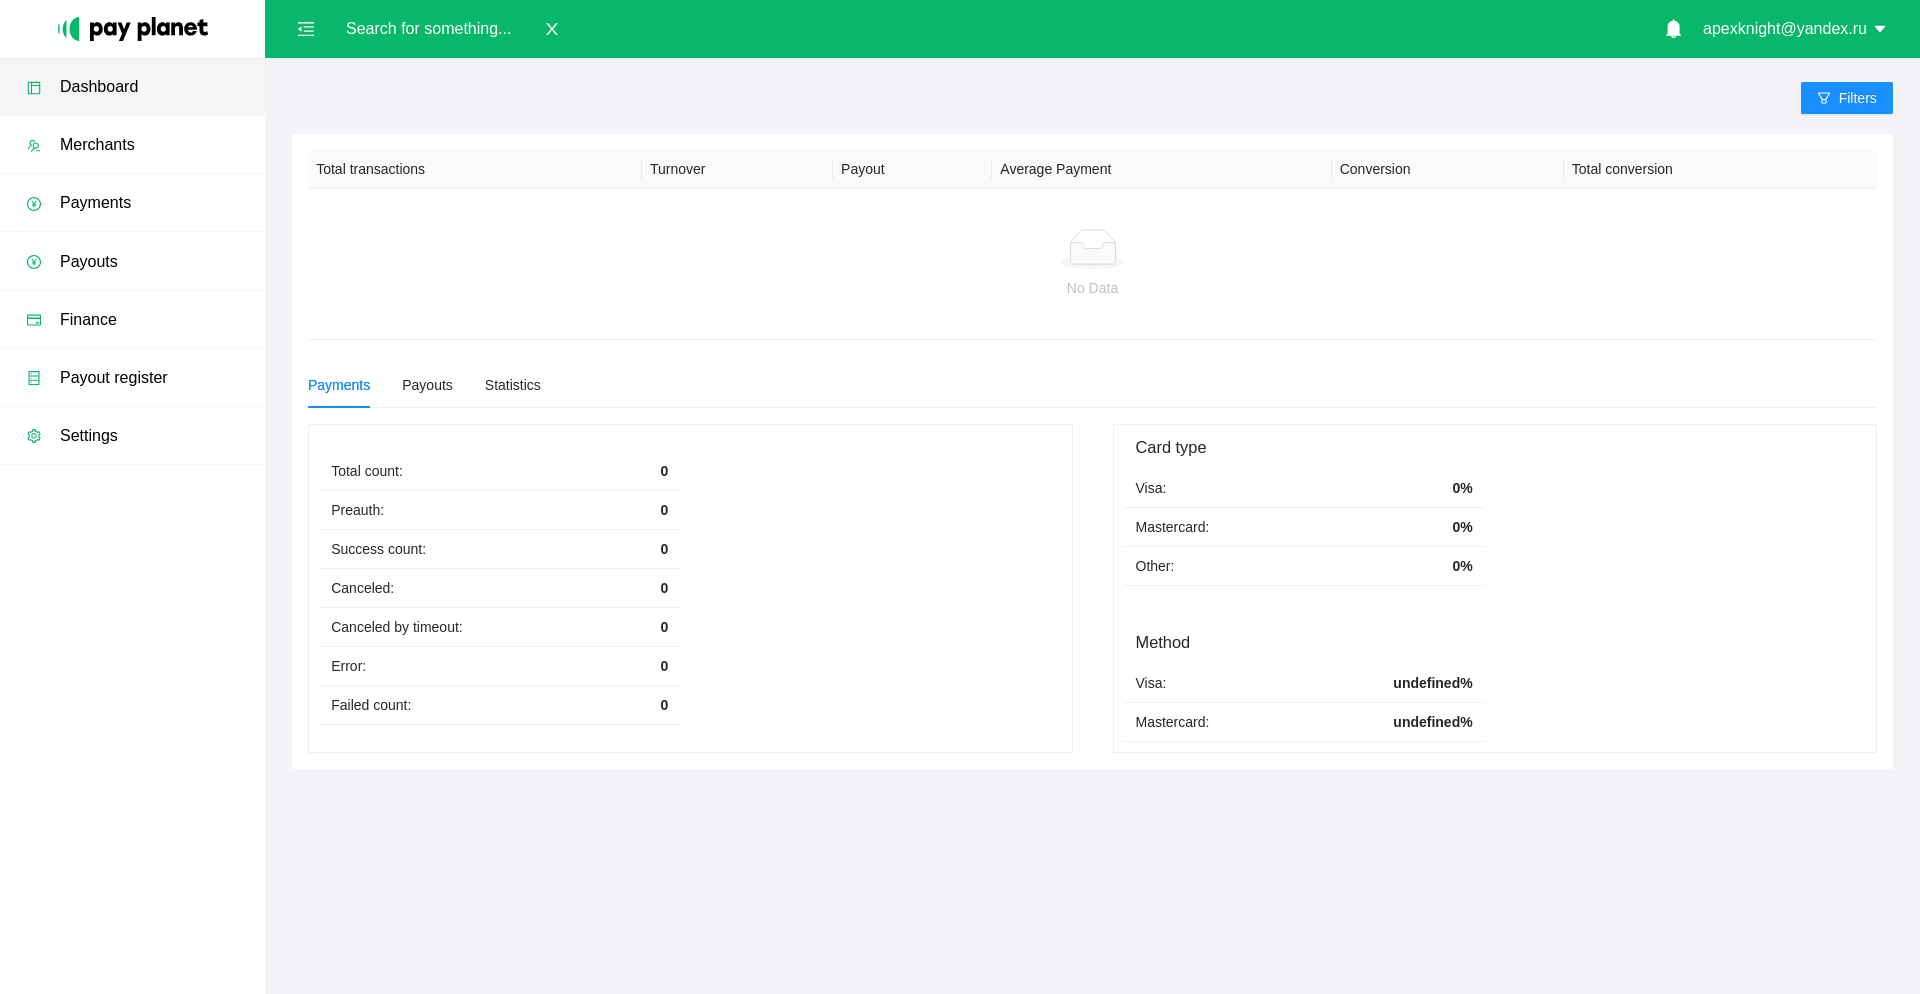 pay planet
Search for something...
apexknight@yandex.ru
Dashboard
Merchants
Payments
Payouts
Finance
Payout register
Settings
Filters
Total transactions Turnover Payout Average Payment Conversion Total conversion
No Data
Payments Payouts Statistics
Total count: 0
Preauth: 0
Success count: 0
Canceled: 0
Canceled by timeout: 0
Error: 0
Failed count: 0
Card type
Visa: 0%
Mastercard: 0%
Other: 0%
Method
Visa: undefined%
Mastercard: undefined%